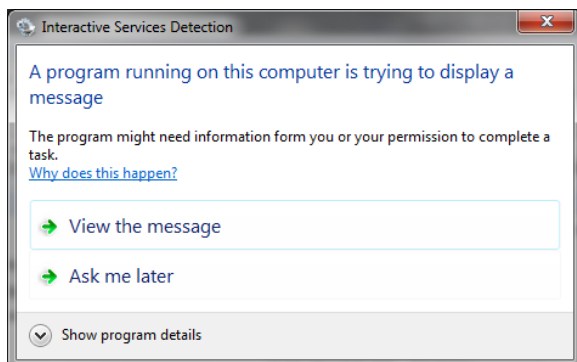 Interactive Services Detection
A program running on this computer is trying to display a
message
The program might need information form you or your permission to complete a
task.
Why does this happen?
View the message
Ask me later
Show program details